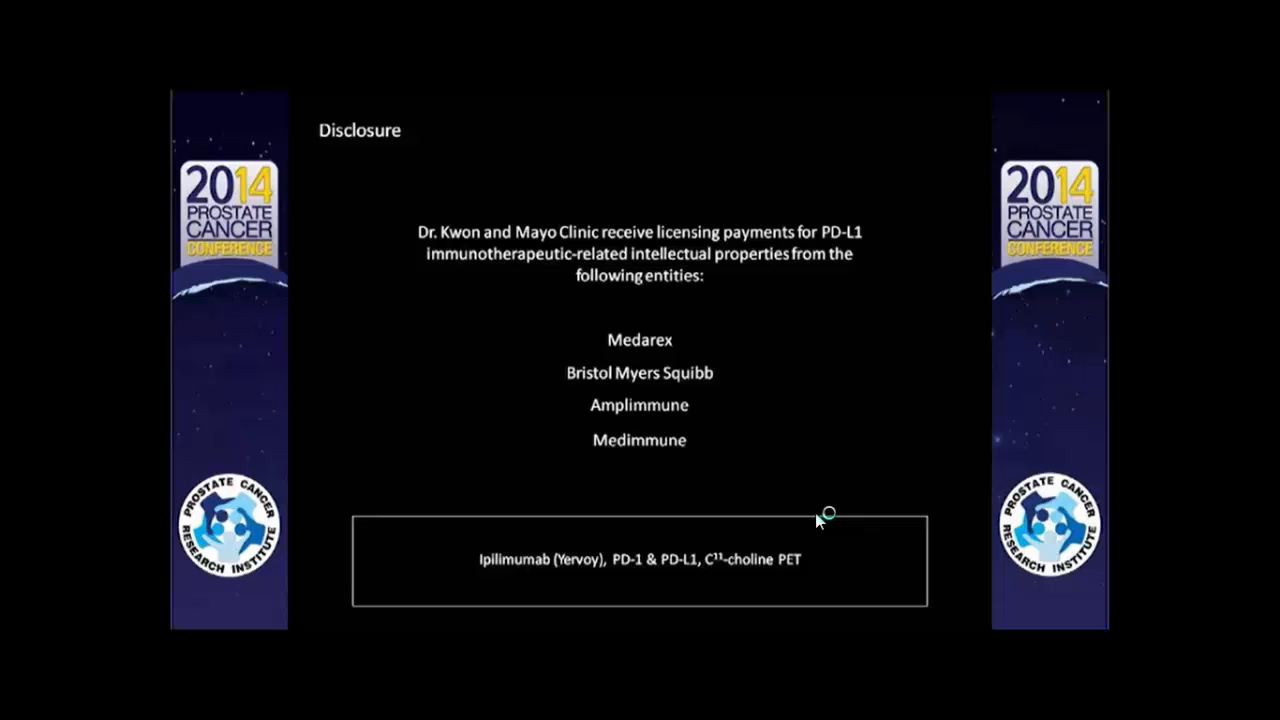 Disclosure
2014
PROSTATE
CANCER
CONFERENCE
2014
PROSTATE
CANCER
CONFERENCE
Dr. Kwon and Mayo Clinic receive licensing payments for PD-L1
immunotherapeutic-related intellectual properties from the
following entities:
Medarex
Bristol Myers Squibb
Amplimmune
Medimmune
PROSTATE CANCER
RESEARCH INSTITUTE
PROSTATE CANCER
RESEARCH INSTITUTE
Ipilimumab (Yervoy), PD-1 & PD-L1, C¹¹-choline PET